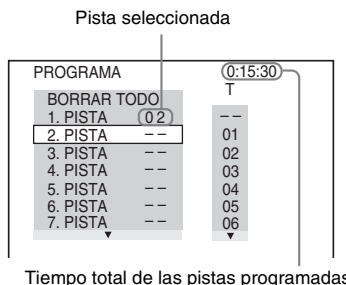 Pista seleccionada
PROGRAMA 0:15:30
T
BORRAR TODO
1. PISTA 02 – –
2. PISTA – – 01
3. PISTA – – 02
4. PISTA – – 03
5. PISTA – – 04
6. PISTA – – 05
7. PISTA – – 06
Tiempo total de las pistas programadas